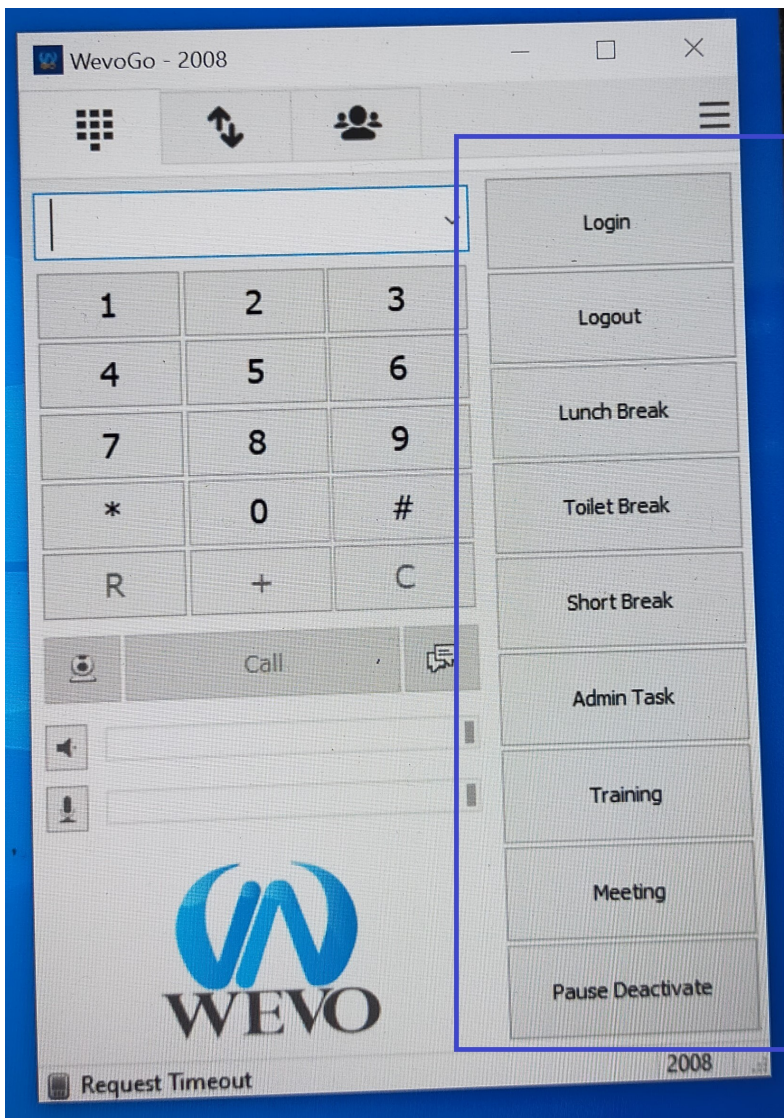 WevoGo - 2008
Login
1 2 3
Logout
4 5 6
Lunch Break
7 8 9
Toilet Break
* 0 #
R + C
Short Break
Call
Admin Task
Training
Meeting
WEVO
Pause Deactivate
Request Timeout 2008